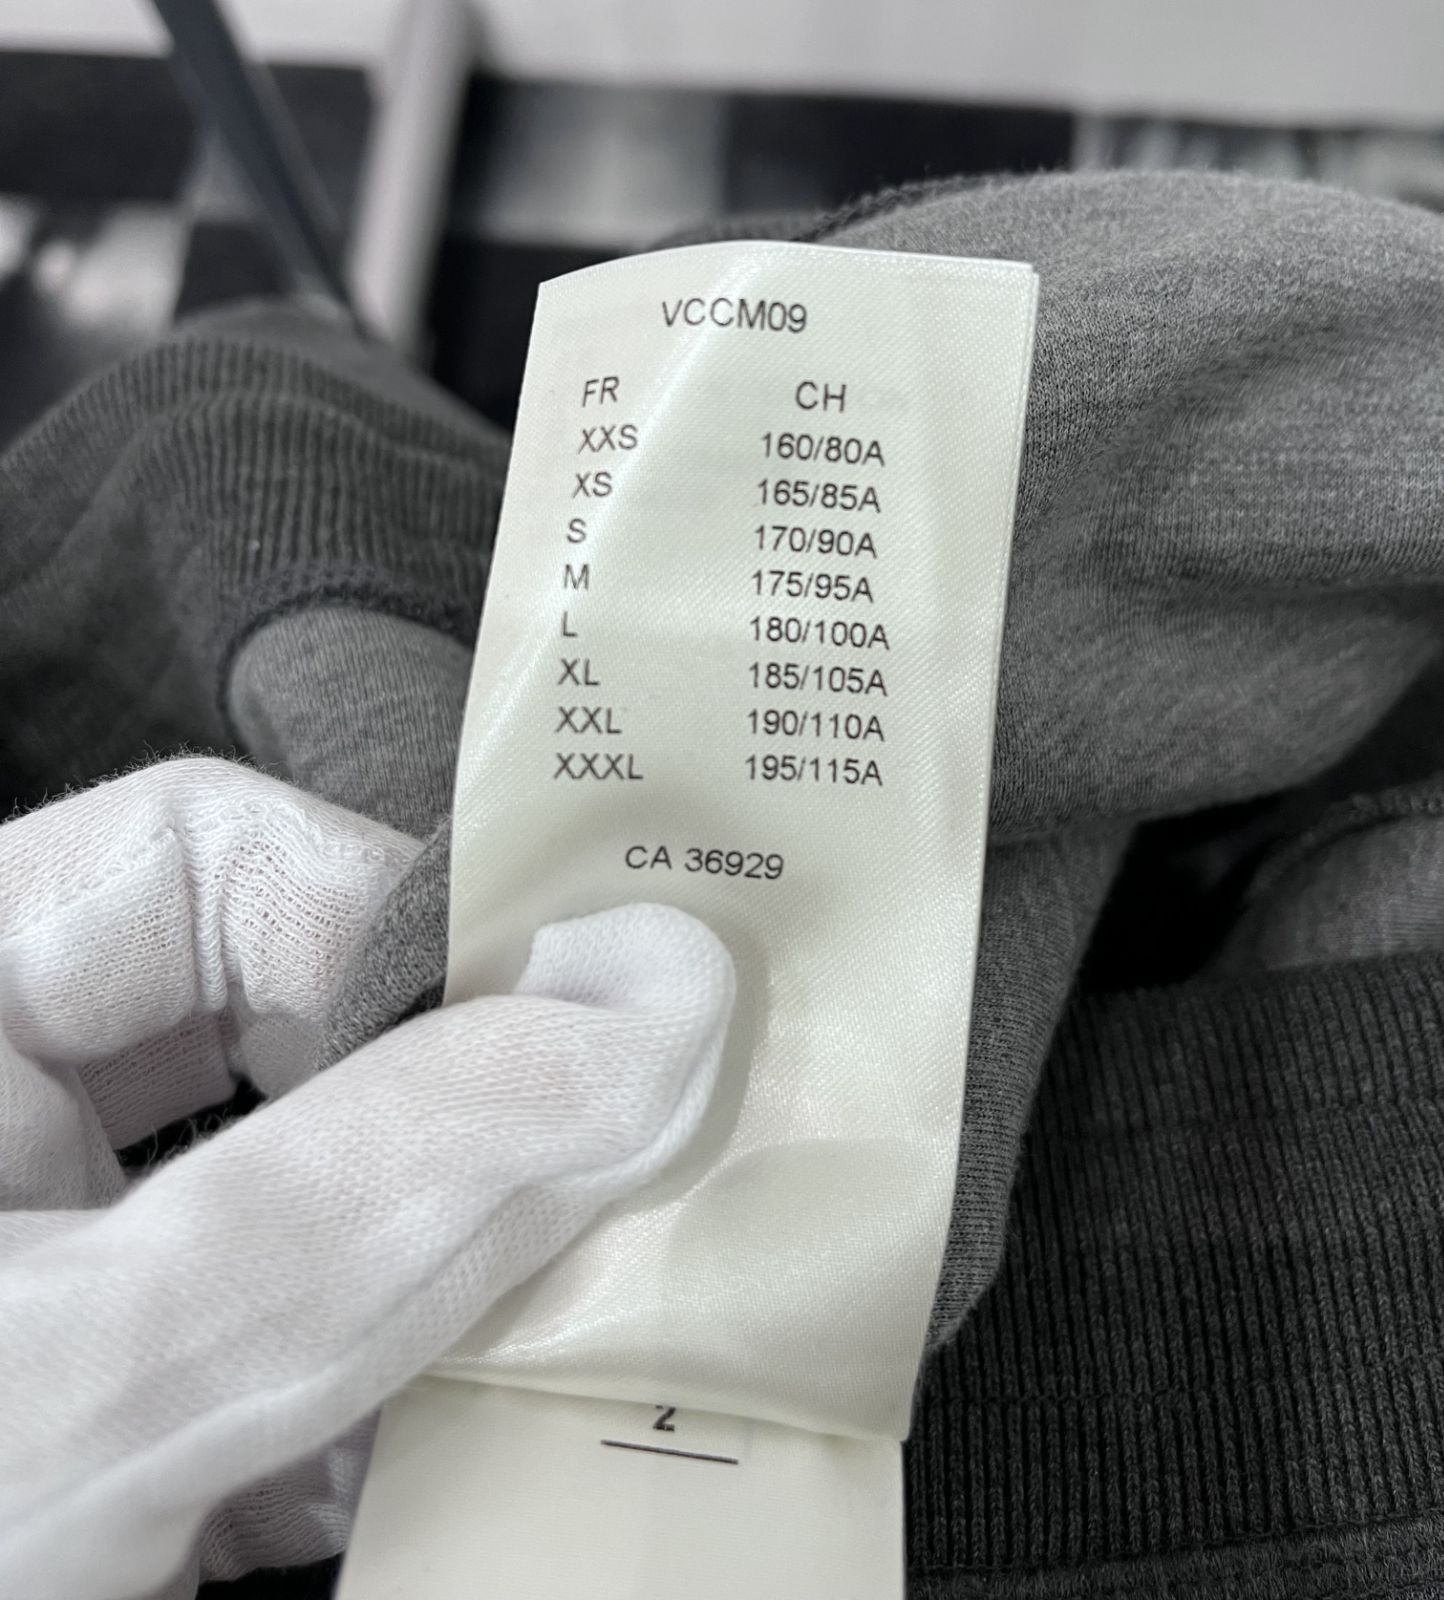 VCCM09
FR CH
XXS 160/80A
XS 165/85A
S 170/90A
M 175/95A
L 180/100A
XL 185/105A
XXL 190/110A
XXXL 195/115A
CA 36929
2